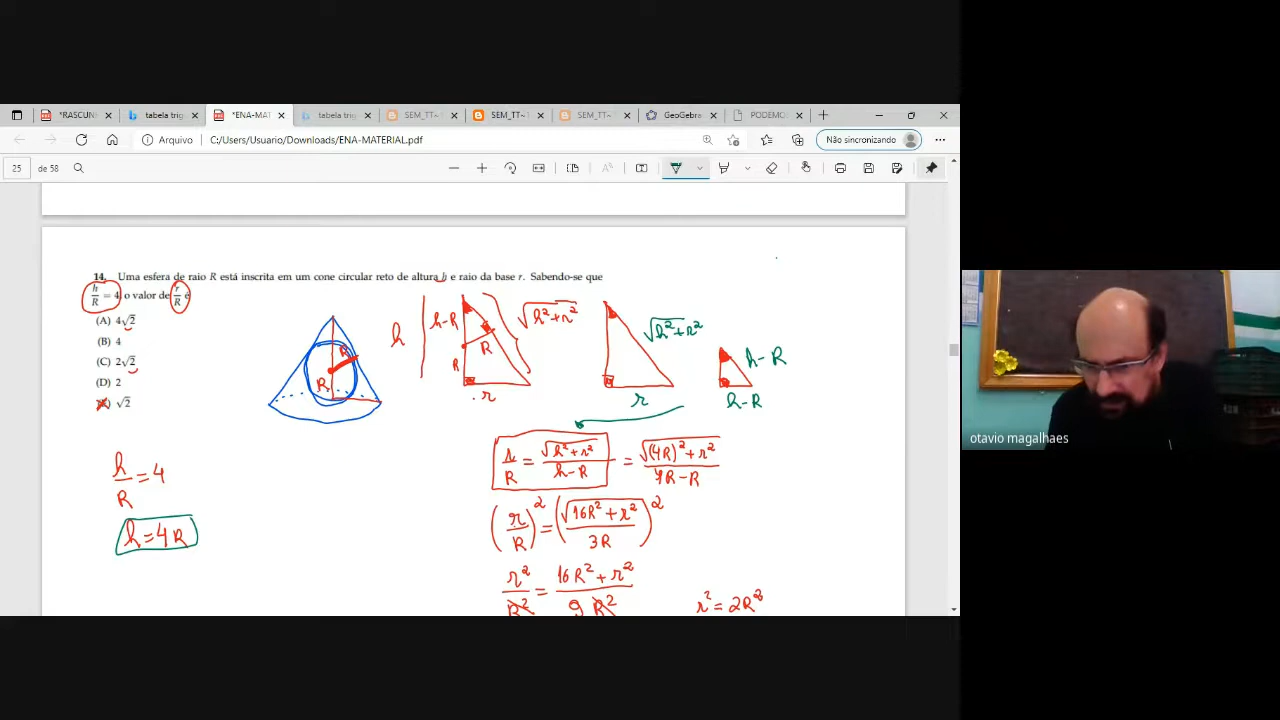 *RASCUN
tabela trig
*ENA-MAT
tabela trig
SEM_TT~
SEM_TT~1
SEM_TT~
GeoGebra
PODEMO
Arquivo
C:/Users/Usuario/Downloads/ENA-MATERIAL.pdf
Não sincronizando
25
de 58
14. Uma esfera de raio R está inscrita em um cone circular reto de altura h e raio da base r. Sabendo-se que
h/R = 4, o valor de r/R é
(A) 4√2
(B) 4
(C) 2√2
(D) 2
√2
h
h-R
R
R
√h²+r²
r
√h²+r²
r
h-R
h-R
R
R
h/R = 4
h=4R
r/R = √h²+r²/h-R = √(4R)²+r²/4R-R
(r/R)² = (√16R²+r²/3R)²
r²/R² = 16R²+r²/9R²
r² = 2R²
otavio magalhaes